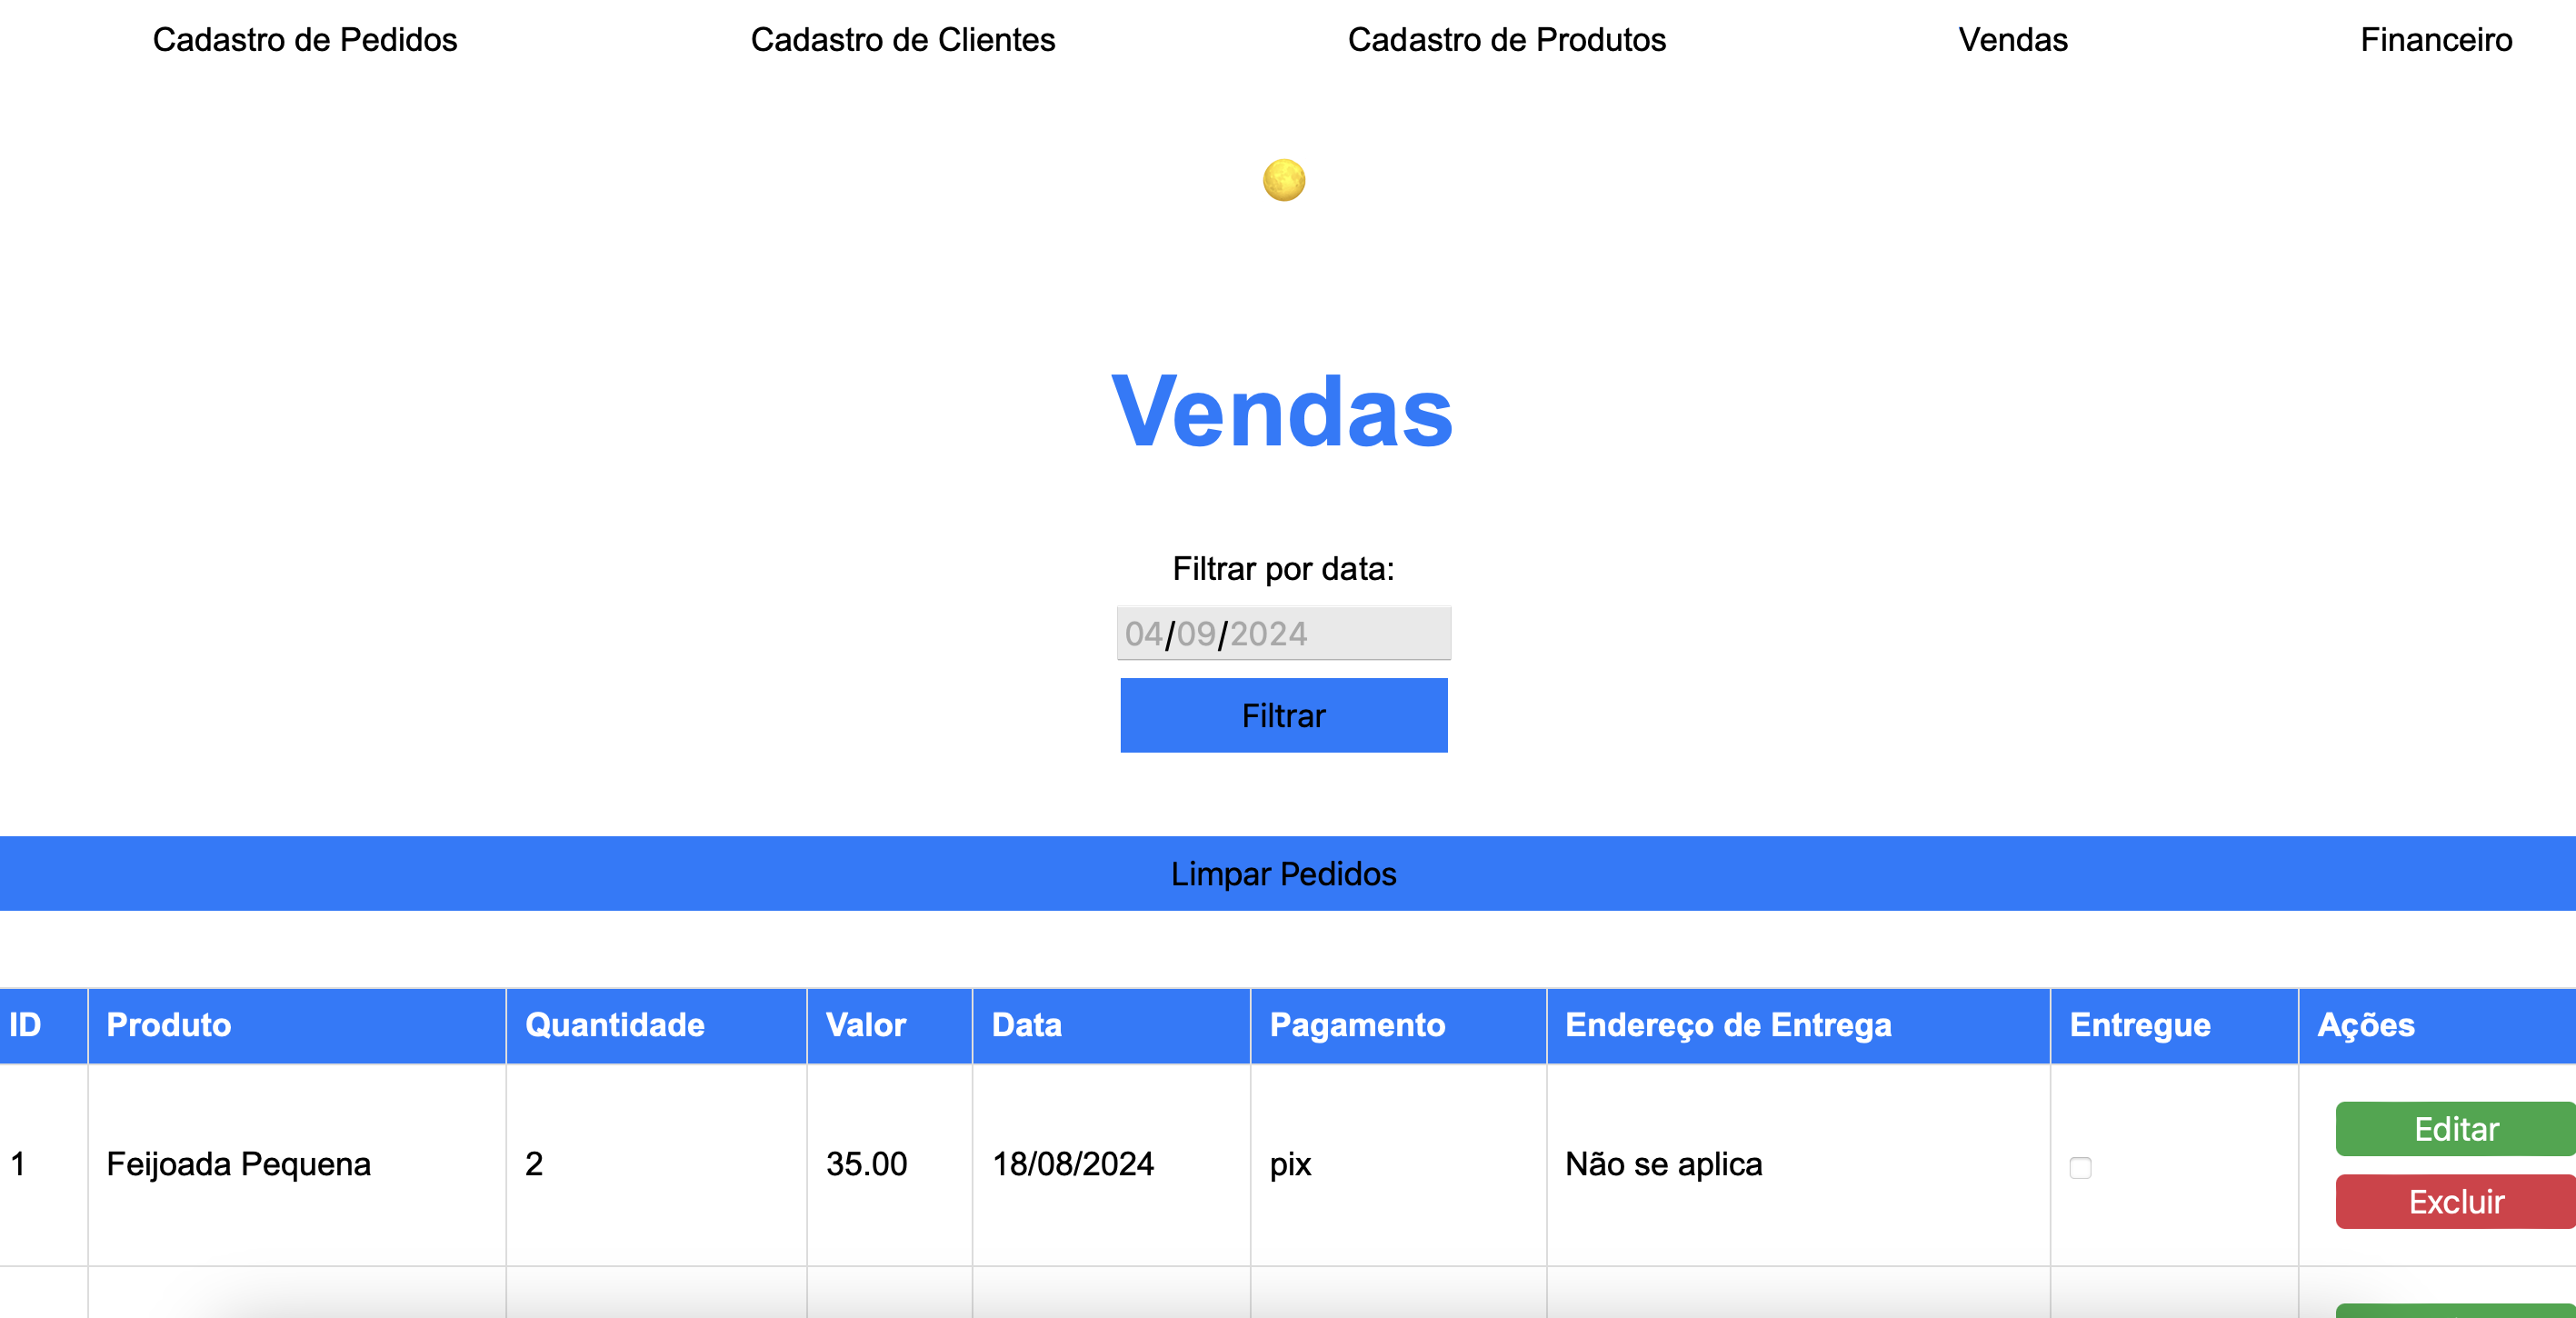 Cadastro de Pedidos Cadastro de Clientes Cadastro de Produtos Vendas Financeiro
Vendas
Filtrar por data:
04/09/2024
Filtrar
Limpar Pedidos
ID Produto Quantidade Valor Data Pagamento Endereço de Entrega Entregue Ações
1 Feijoada Pequena 2 35.00 18/08/2024 pix Não se aplica Editar
Excluir